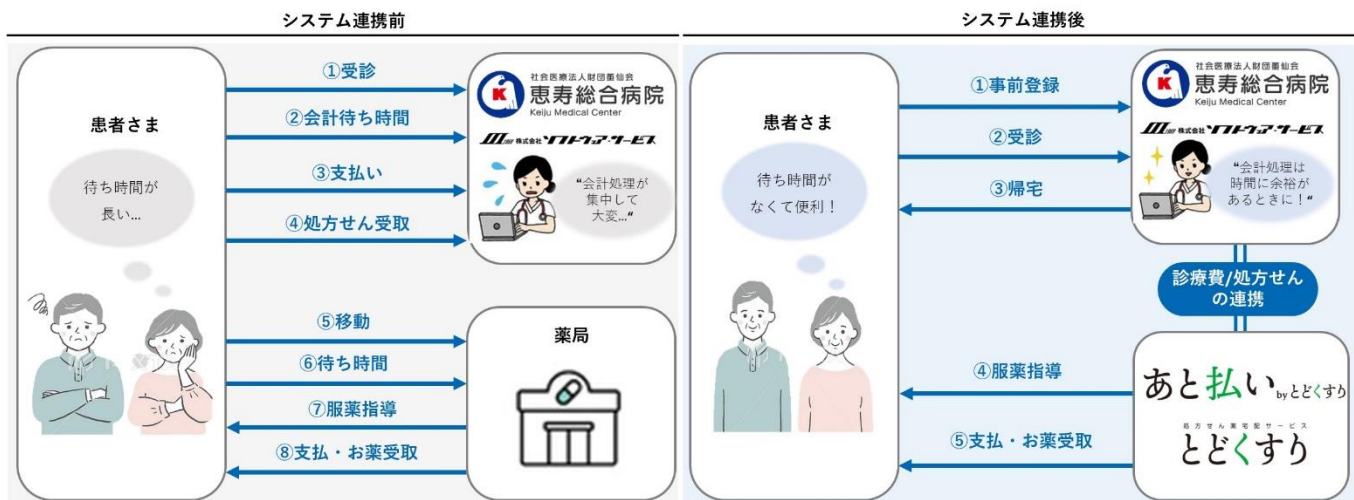 システム連携前
患者さま
待ち時間が
長い...
①受診
②会計待ち時間
③支払い
④処方せん受取
社会医療法人財団董仙会
恵寿総合病院
Keiju Medical Center
株式会社ソフトウェア・サービス
“会計処理が
集中して
大変...“
⑤移動
⑥待ち時間
⑦服薬指導
⑧支払・お薬受取
薬局
システム連携後
患者さま
待ち時間が
なくて便利！
①事前登録
②受診
③帰宅
社会医療法人財団董仙会
恵寿総合病院
Keiju Medical Center
株式会社ソフトウェア・サービス
“会計処理は
時間に余裕が
あるときに！“
診療費/処方せん
の連携
④服薬指導
⑤支払・お薬受取
あと払い byとどくすり
処方せん薬宅配サービス
とどくすり